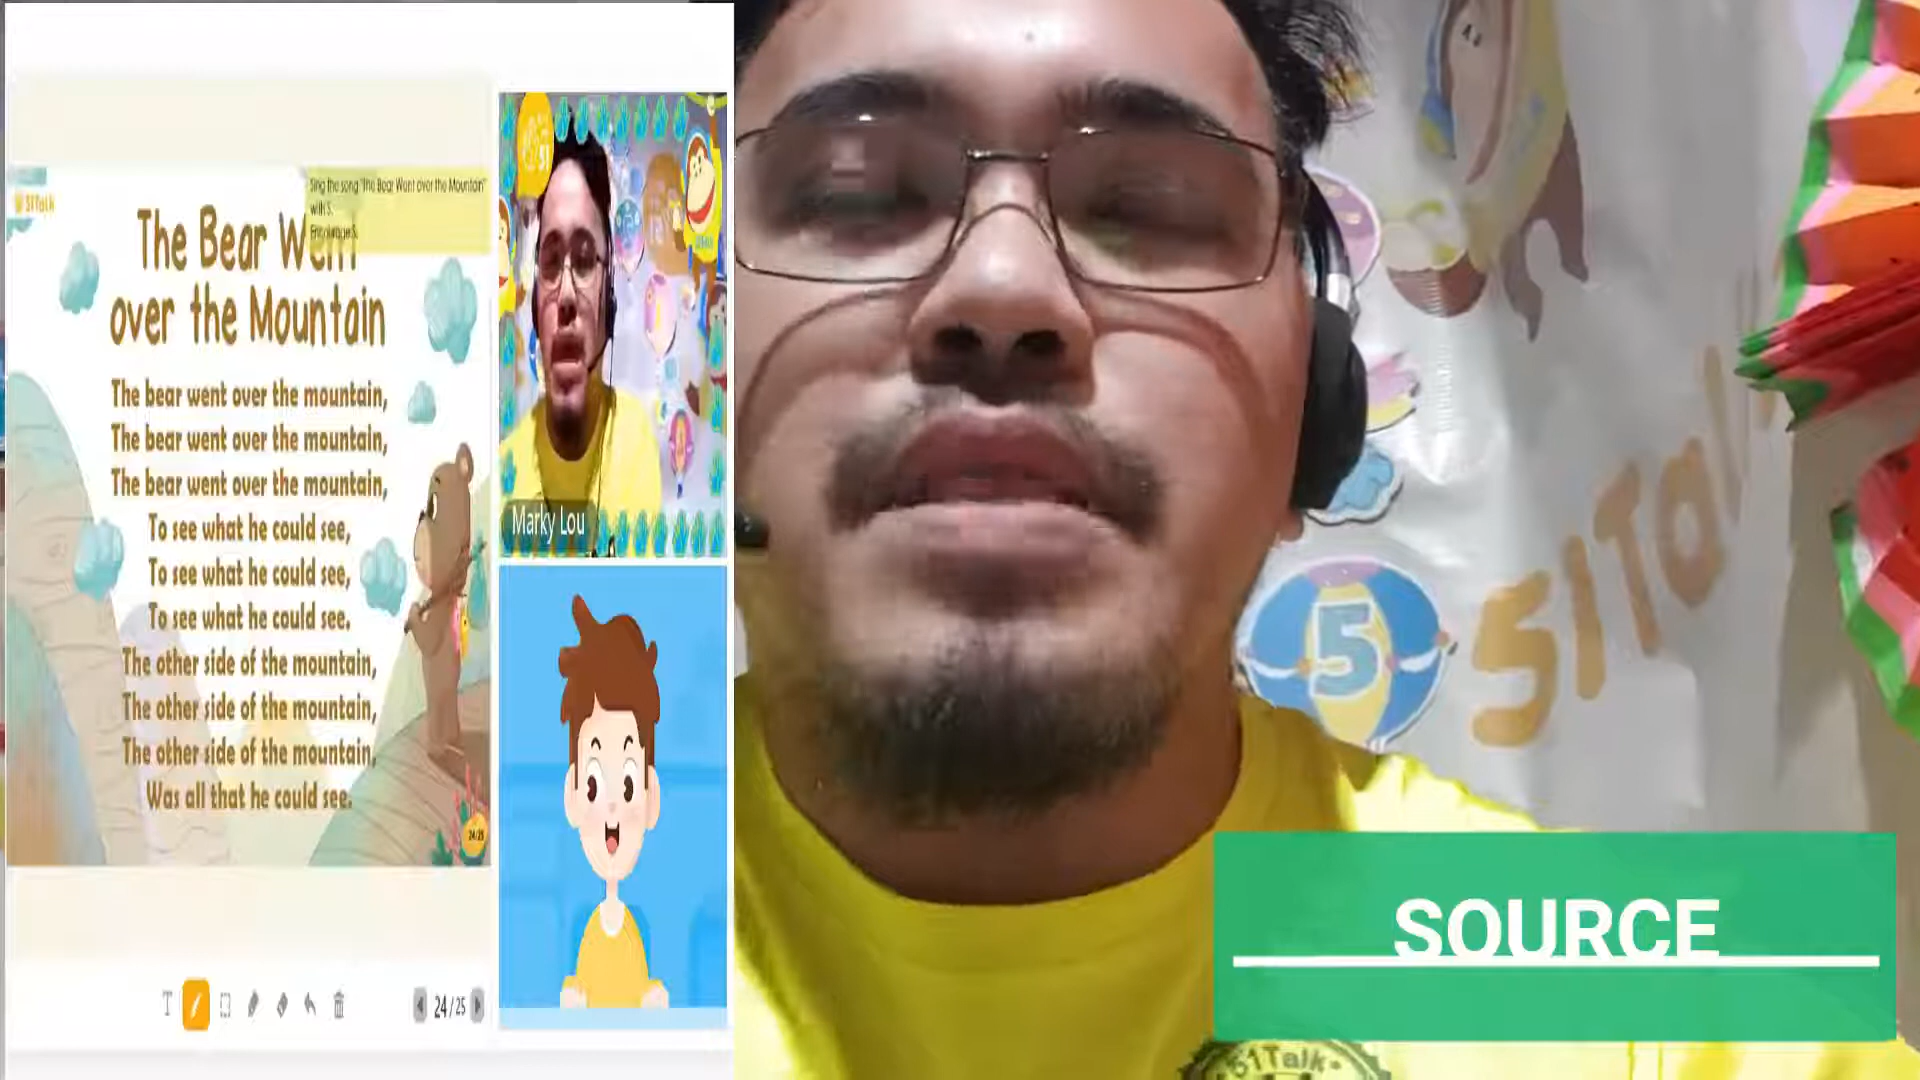 51Talk
Sing the song "The Bear Went over the Mountain"
with S.
Encourage S.
The Bear Went
over the Mountain
The bear went over the mountain,
The bear went over the mountain,
The bear went over the mountain,
To see what he could see,
To see what he could see,
To see what he could see.
The other side of the mountain,
The other side of the mountain,
The other side of the mountain,
Was all that he could see.
24/25
T
24/25
51
Marky Lou
5
51Talk
SOURCE
51Talk